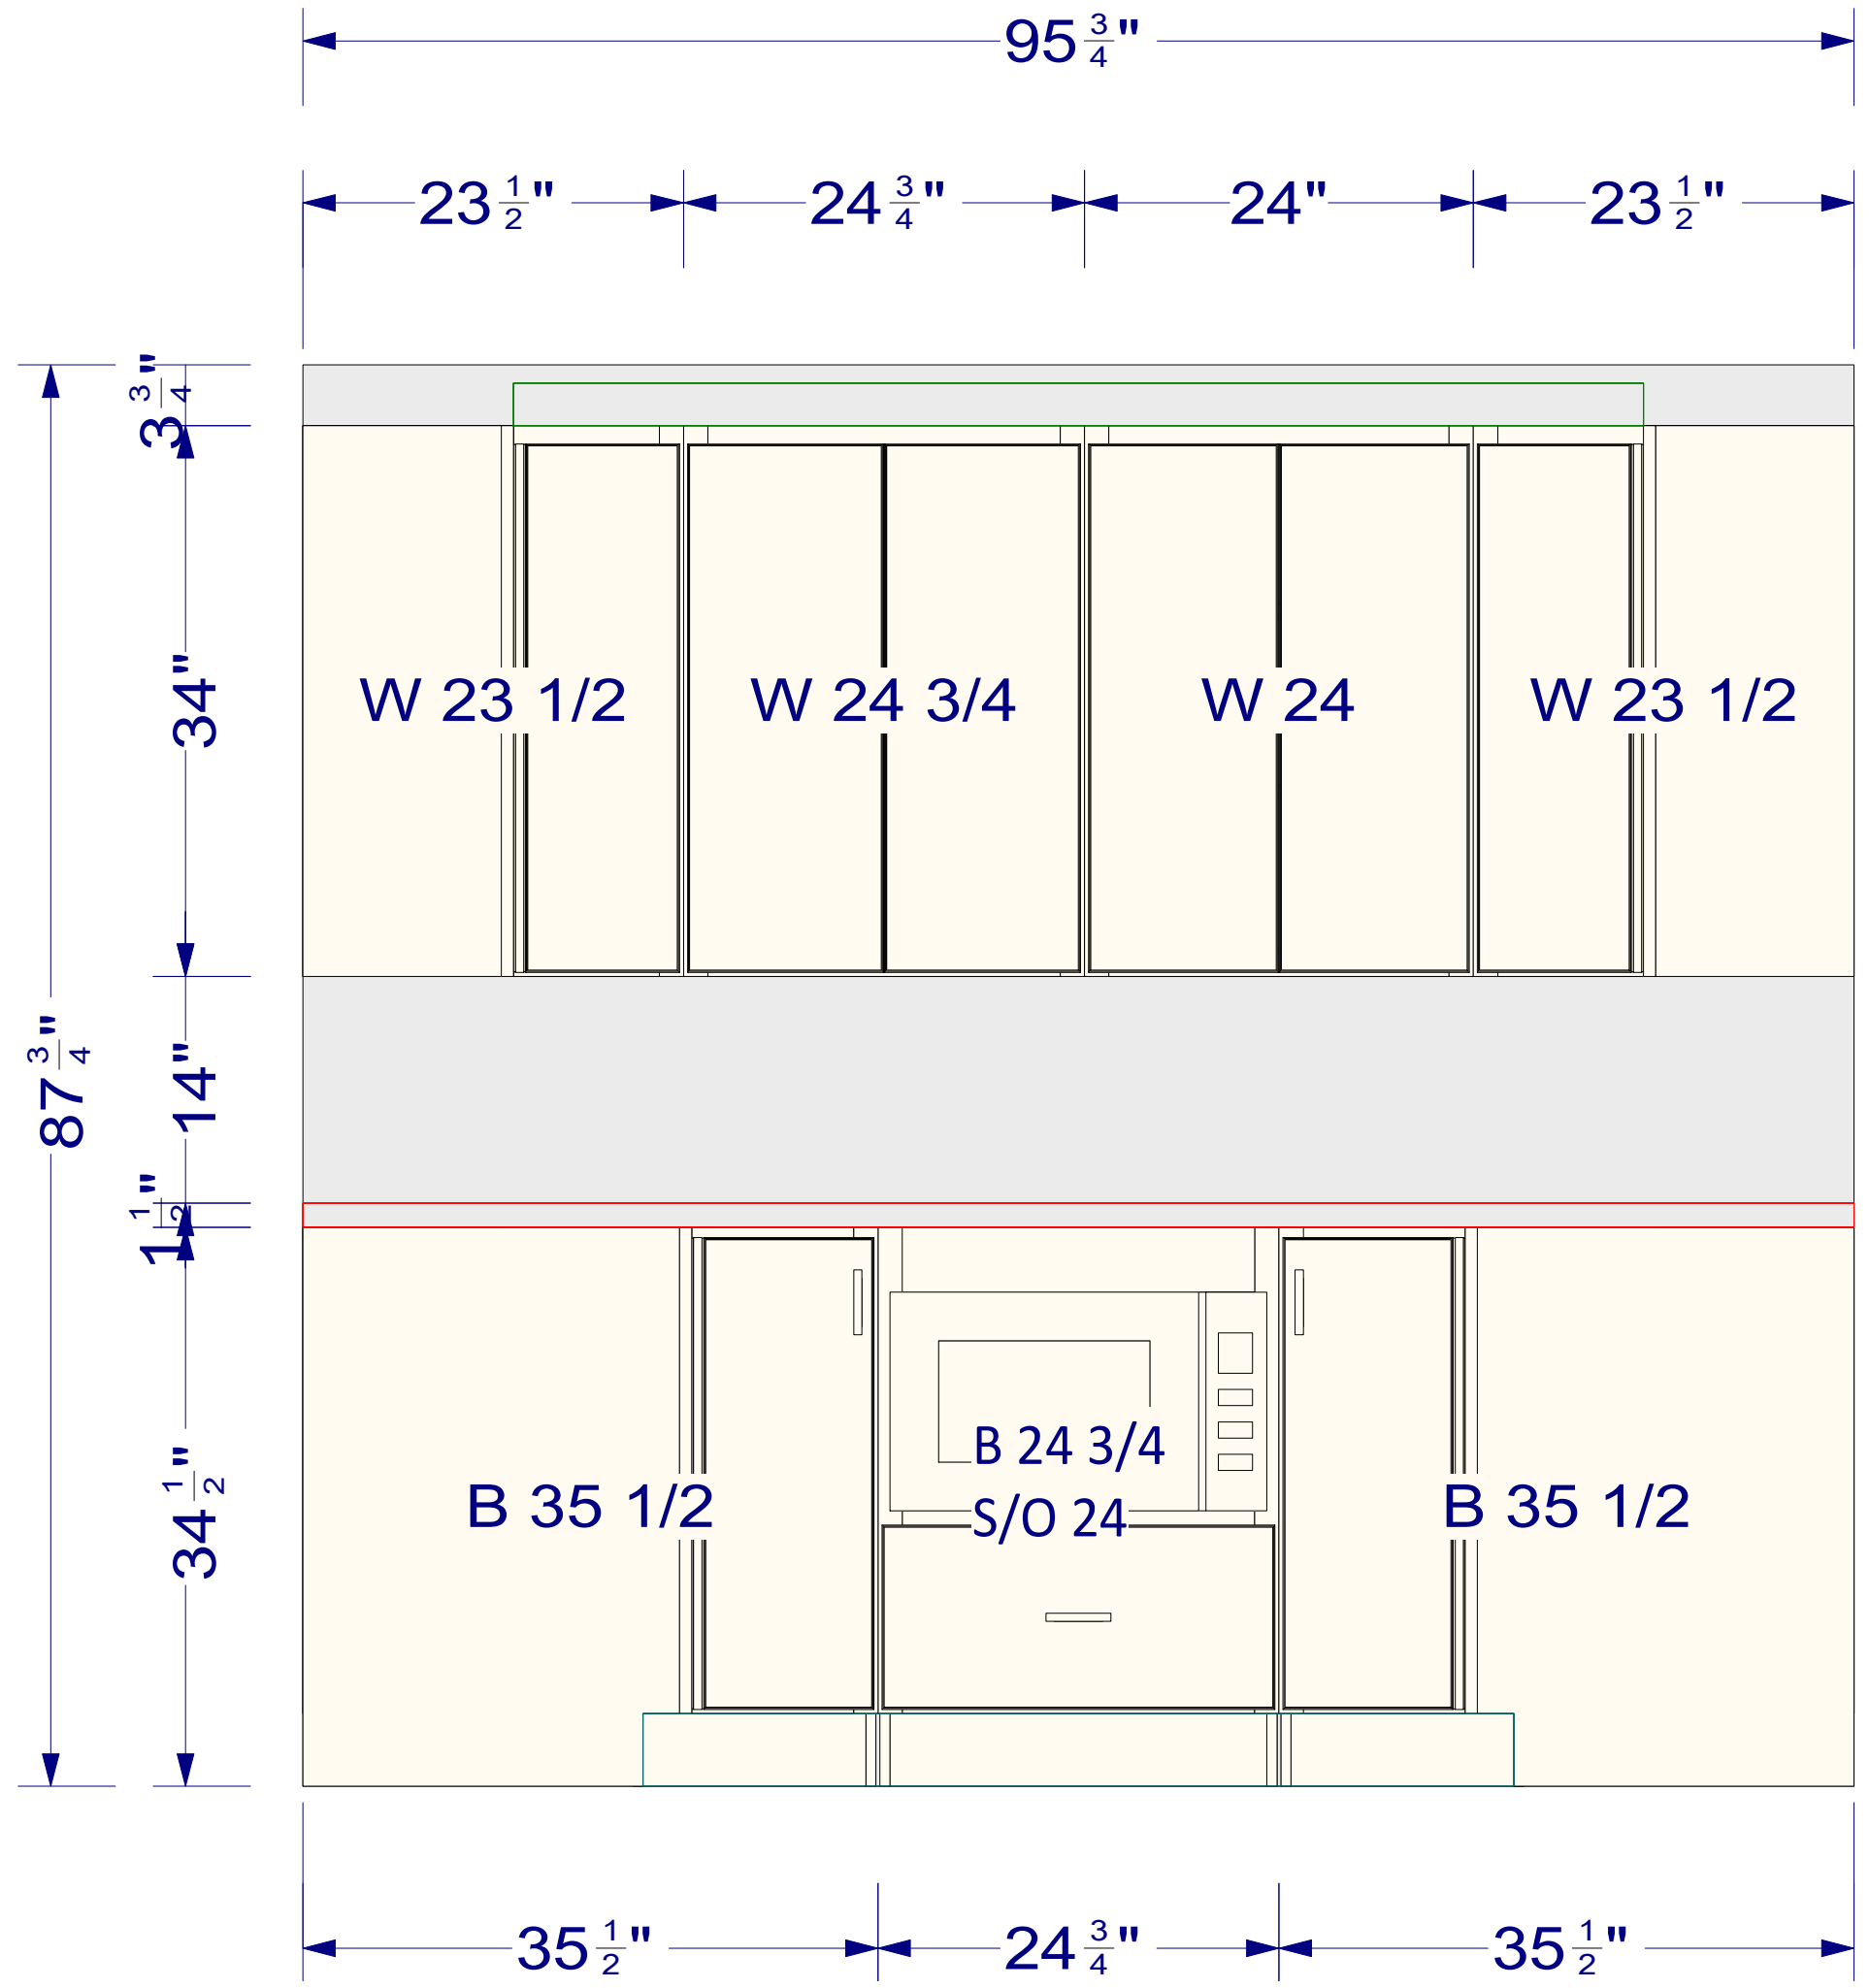 95 3/4"
23 1/2" 24 3/4" 24" 23 1/2"
3 3/4"
34"
W 23 1/2 W 24 3/4 W 24 W 23 1/2
87 3/4"
14"
1 1/2"
34 1/2"
B 24 3/4
S/O 24
B 35 1/2 B 35 1/2
35 1/2" 24 3/4" 35 1/2"